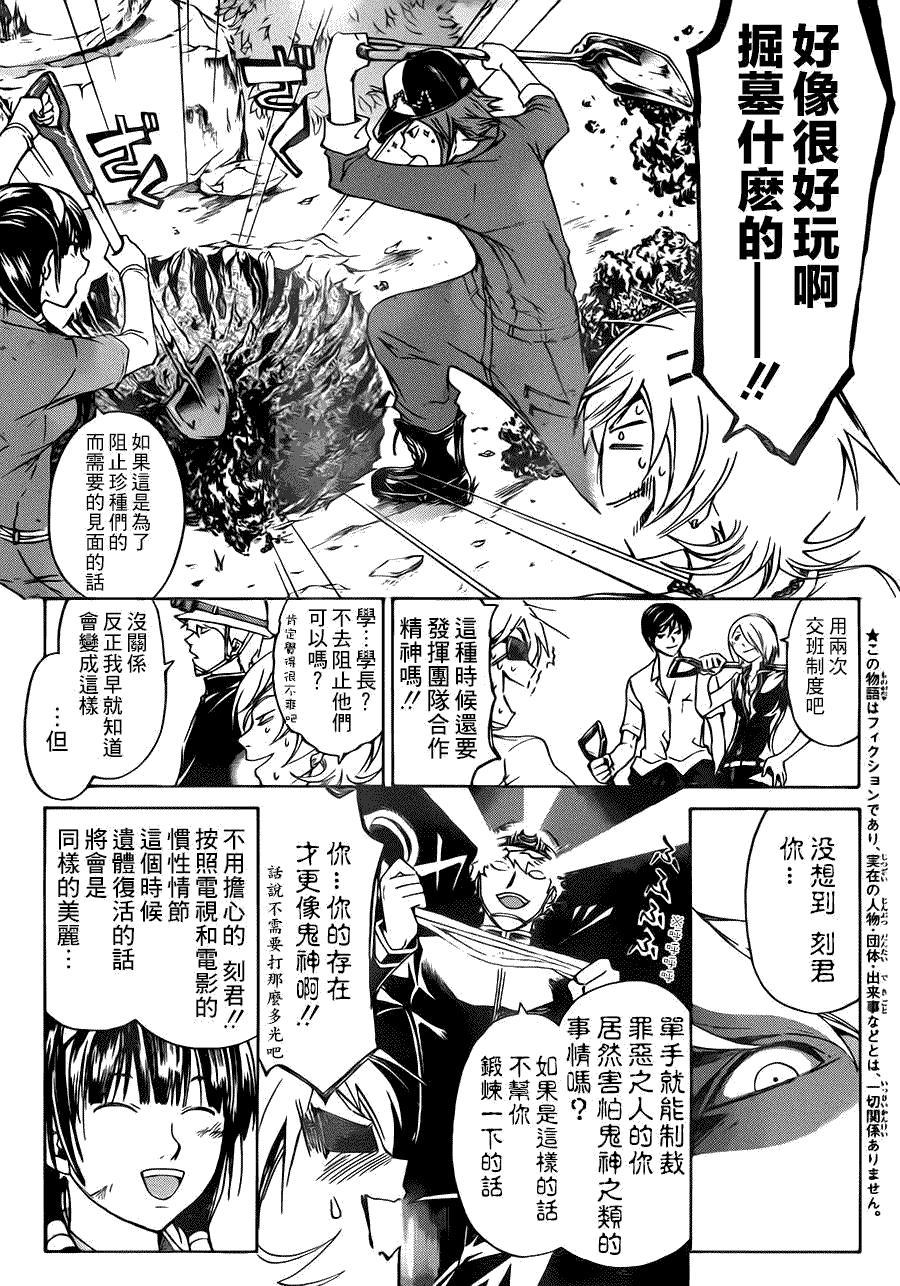 好像很好玩啊
掘墓什麼的——!!
ざく
ざく
如果這是為了
阻止珍種們的
而需要的見面的話
用兩次
交班制度吧
這種時候還要
發揮團隊合作
精神嗎!!
學…學長?
不去阻止他們
可以嗎?
肯定覺得很不雅吧
沒關係
反正我早就知道
會變成這樣
…但
没想到 刻君
你…
※呼呼呼
單手就能制裁
罪惡之人的你
居然害怕鬼神之類的
事情嗎?
如果是這樣的話
不幫你
鍛煉一下的話
你…你的存在
才更像鬼神啊!!
話說不需要打那麼多光吧
不用擔心的 刻君!!
按照電視和電影的
慣性情節
這個時候
遺體復活的話
將會是
同樣的美麗…
★この物語はフィクションであり、実在の人物・団体・出来事などとは、一切関係ありません。